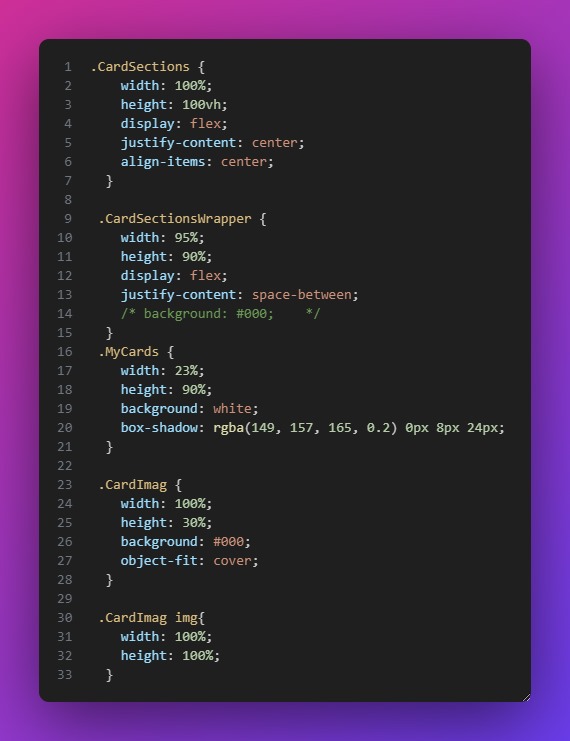 1 .CardSections {
2     width: 100%;
3     height: 100vh;
4     display: flex;
5     justify-content: center;
6     align-items: center;
7   }
8
9  .CardSectionsWrapper {
10     width: 95%;
11     height: 90%;
12     display: flex;
13     justify-content: space-between;
14     /* background: #000;    */
15   }
16  .MyCards {
17     width: 23%;
18     height: 90%;
19     background: white;
20     box-shadow: rgba(149, 157, 165, 0.2) 0px 8px 24px;
21   }
22
23  .CardImag {
24     width: 100%;
25     height: 30%;
26     background: #000;
27     object-fit: cover;
28   }
29
30  .CardImag img{
31     width: 100%;
32     height: 100%;
33   }